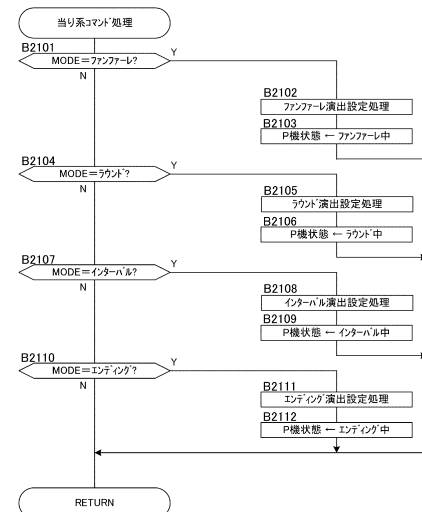 当り系コマンド処理
B2101
MODE=ファンファーレ?
Y
N
B2102
ファンファーレ演出設定処理
B2103
P機状態 ← ファンファーレ中
B2104
MODE=ラウンド?
Y
N
B2105
ラウンド演出設定処理
B2106
P機状態 ← ラウンド中
B2107
MODE=インターバル?
Y
N
B2108
インターバル演出設定処理
B2109
P機状態 ← インターバル中
B2110
MODE=エンディング?
Y
N
B2111
エンディング演出設定処理
B2112
P機状態 ← エンディング中
RETURN